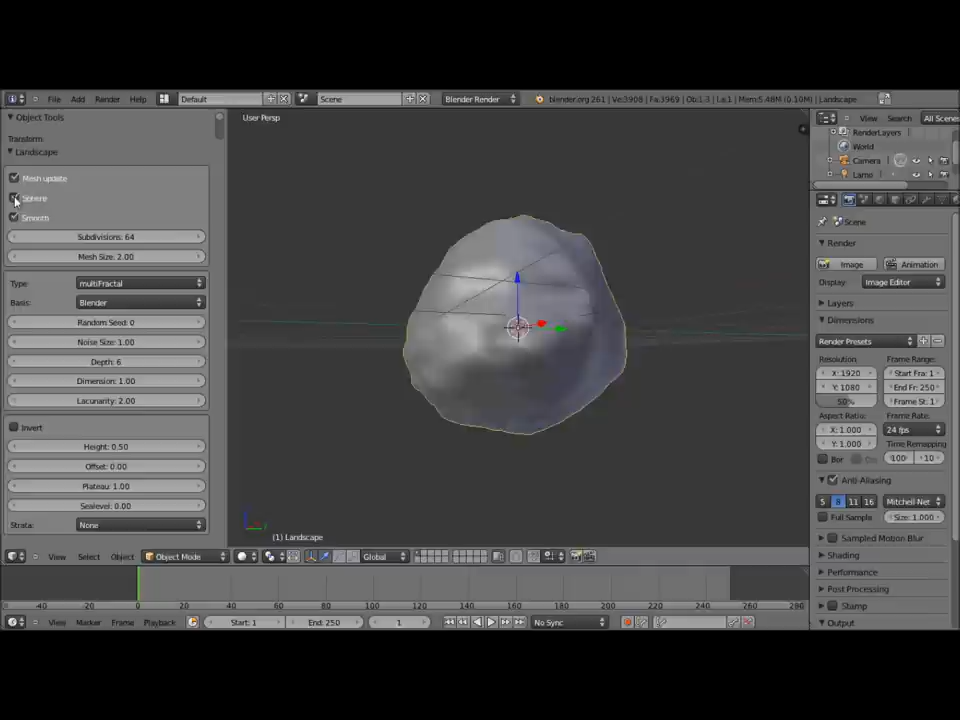 File Add Render Help Default Scene Blender Render blender.org 261 | Ve:3908 | Fa:3969 | Ob:1-3 | La:1 | Mem:5.48M (0.10M) | Landscape
Object Tools
Transform:
Landscape
Mesh update
Sphere
Smooth
Subdivisions: 64
Mesh Size: 2.00
Type: multiFractal
Basis: Blender
Random Seed: 0
Noise Size: 1.00
Depth: 6
Dimension: 1.00
Lacunarity: 2.00
Invert
Height: 0.50
Offset: 0.00
Plateau: 1.00
Sealevel: 0.00
Strata: None
User Persp
(1) Landscape
View Select Object Object Mode Global
View Search All Scenes
RenderLayers
World
Camera
Lamp
Scene
Render
Image Animation
Display: Image Editor
Layers
Dimensions
Render Presets
Resolution: Frame Range:
X: 1920 Start Fra: 1
Y: 1080 End Fr: 250
50% Frame St: 1
Aspect Ratio: Frame Rate:
X: 1.000 24 fps
Y: 1.000 Time Remapping
Bor 100 10
Anti-Aliasing
5 8 11 16 Mitchell-Net
Full Sample Size: 1.000
Sampled Motion Blur
Shading
Performance
Post Processing
Stamp
Output
-40 -20 0 20 40 60 80 100 120 140 160 180 200 220 240 260 280
View Marker Frame Playback Start: 1 End: 250 1 No Sync